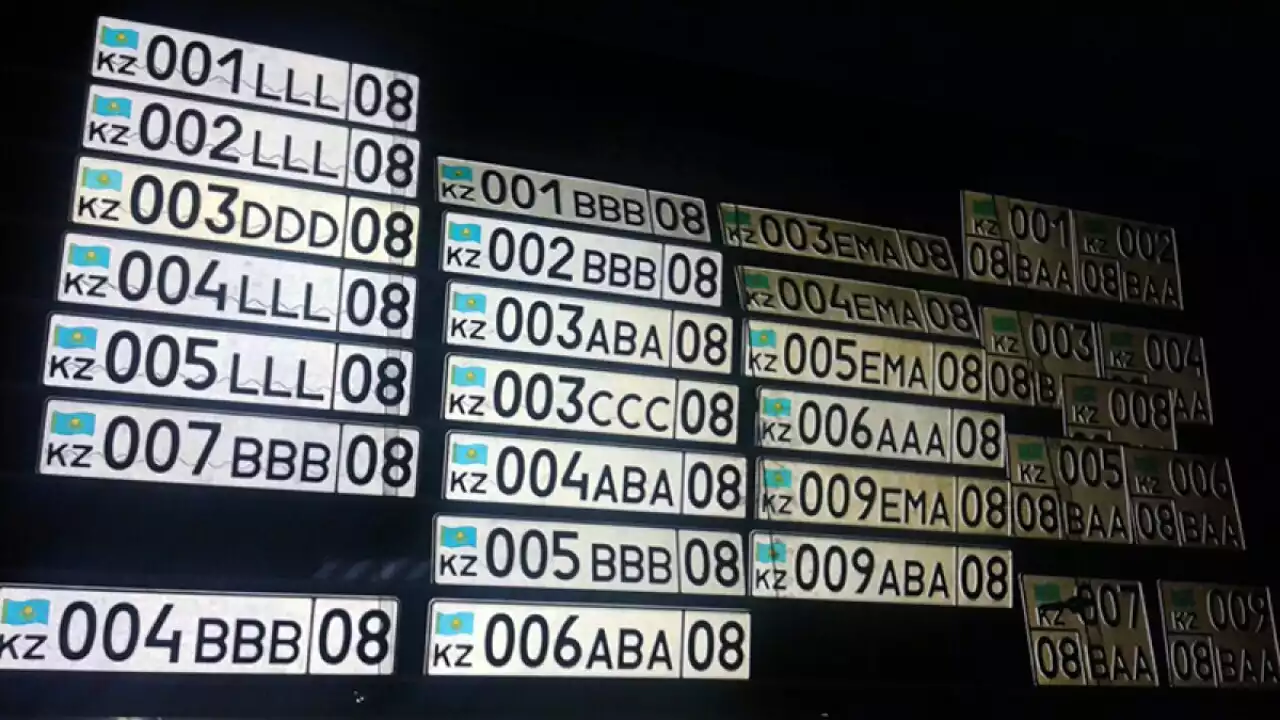 KZ 001 LLL 08
KZ 002 LLL 08
KZ 003 DDD 08
KZ 004 LLL 08
KZ 005 LLL 08
KZ 007 BBB 08
KZ 004 BBB 08
KZ 001 BBB 08
KZ 002 BBB 08
KZ 003 ABA 08
KZ 003 CCC 08
KZ 004 ABA 08
KZ 005 BBB 08
KZ 006 ABA 08
KZ 003 EMA 08
KZ 004 EMA 08
KZ 005 EMA 08
KZ 006 AAA 08
KZ 009 EMA 08
KZ 009 ABA 08
KZ 001
08 BAA
KZ 002
08 BAA
KZ 003
08 B
KZ 004
AA
KZ 008
KZ 005
08 BAA
KZ 006
08 BAA
KZ 007
08 BAA
KZ 009
08 BAA